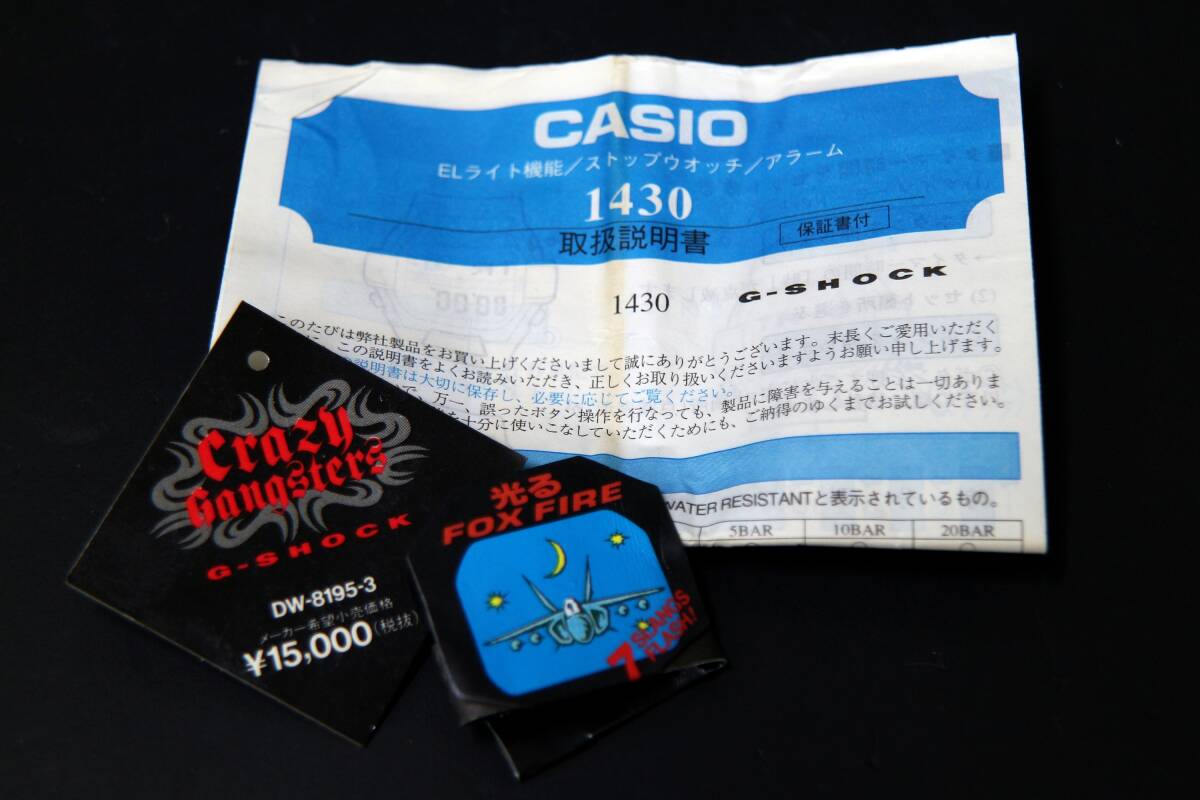 CASIO
ELライト機能/ストップウオッチ/アラーム
1430
取扱説明書
保証書付
1430
G-SHOCK
このたびは弊社製品をお買い上げくださいまして誠にありがとうございます。末長くご愛用いただく
に、この説明書をよくお読みいただき、正しくお取り扱いくださいますようお願い申し上げます。
説明書は大切に保存し、必要に応じてご覧ください。
で、万一、誤ったボタン操作を行なっても、製品に障害を与えることは一切ありま
を十分に使いこなしていただくためにも、ご納得のゆくまでお試しください。
WATER RESISTANTと表示されているもの。
5BAR
10BAR
20BAR
Crazy
Gangsters
G-SHOCK
DW-8195-3
メーカー希望小売価格
¥15,000(税抜)
光る
FOX FIRE
7 SLANGS
FLASH!